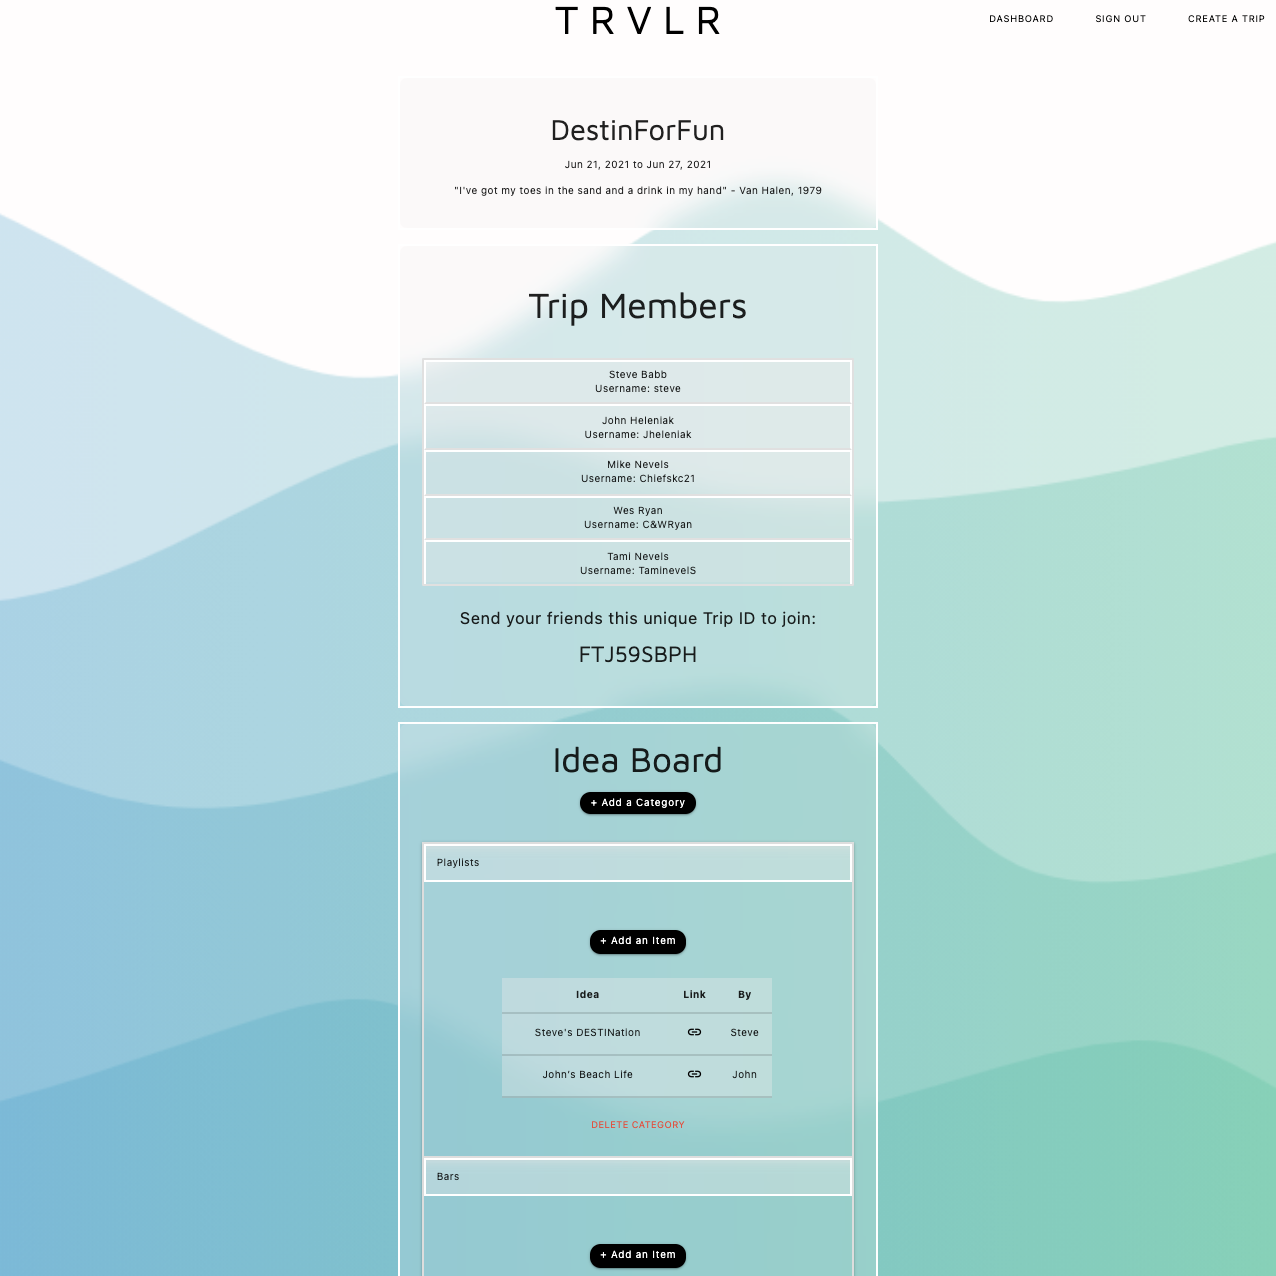 TRVLR
DASHBOARD
SIGN OUT
CREATE A TRIP
DestinForFun
Jun 21, 2021 to Jun 27, 2021
"I've got my toes in the sand and a drink in my hand" - Van Halen, 1979
Trip Members
Steve Babb
Username: steve
John Heleniak
Username: Jheleniak
Mike Nevels
Username: Chiefskc21
Wes Ryan
Username: C&WRyan
Tami Nevels
Username: TaminevelS
Send your friends this unique Trip ID to join:
FTJ59SBPH
Idea Board
+ Add a Category
Playlists
+ Add an Item
Idea Link By
Steve's DESTINation Steve
John's Beach Life John
DELETE CATEGORY
Bars
+ Add an Item